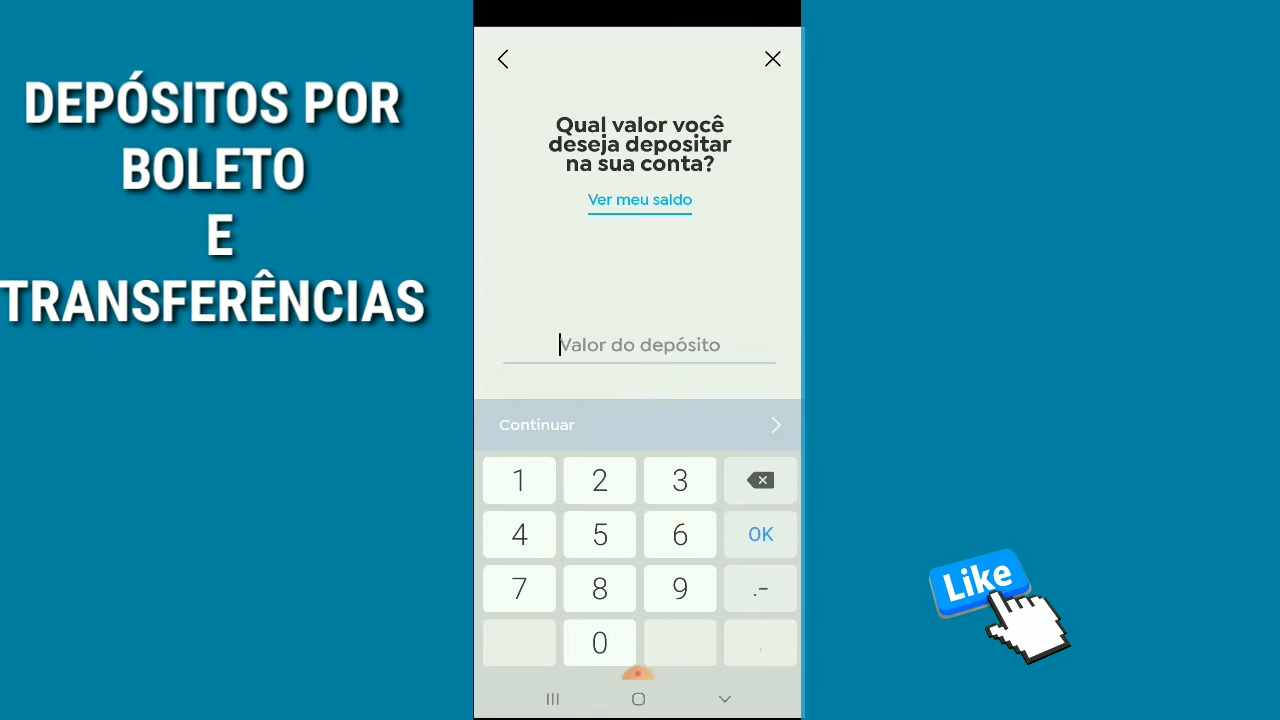 DEPÓSITOS POR
BOLETO
E
TRANSFERÊNCIAS
Qual valor você
deseja depositar
na sua conta?
Ver meu saldo
Valor do depósito
Continuar
1 2 3
4 5 6 OK
7 8 9 .-
0 ,
Like